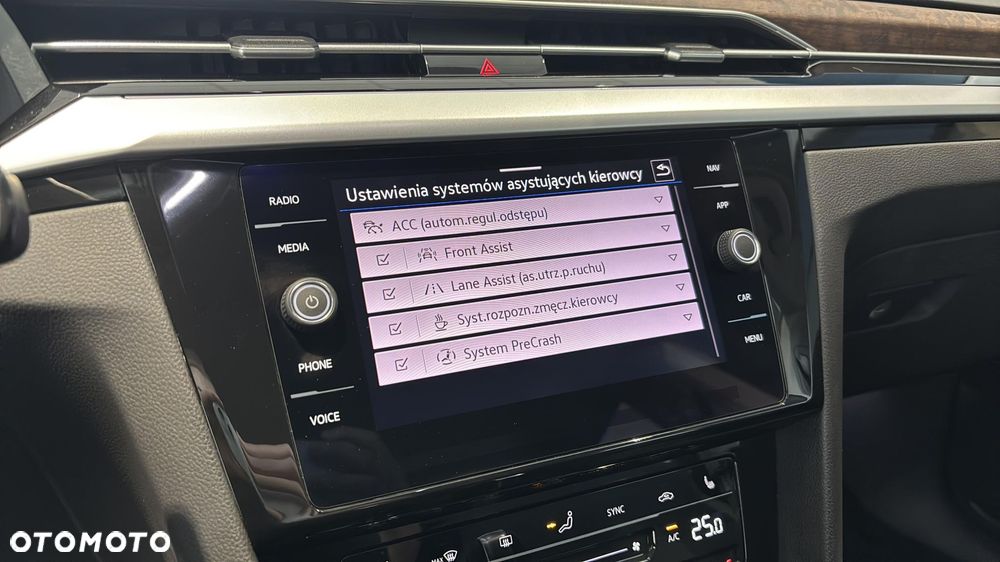 Ustawienia systemów asystujących kierowcy
ACC (autom.regul.odstępu)
Front Assist
Lane Assist (as.utrz.p.ruchu)
Syst.rozpozn.zmęcz.kierowcy
System PreCrash
RADIO
MEDIA
PHONE
VOICE
NAV
APP
CAR
MENU
SYNC
MAX
A/C
25.0
OTOMOTO